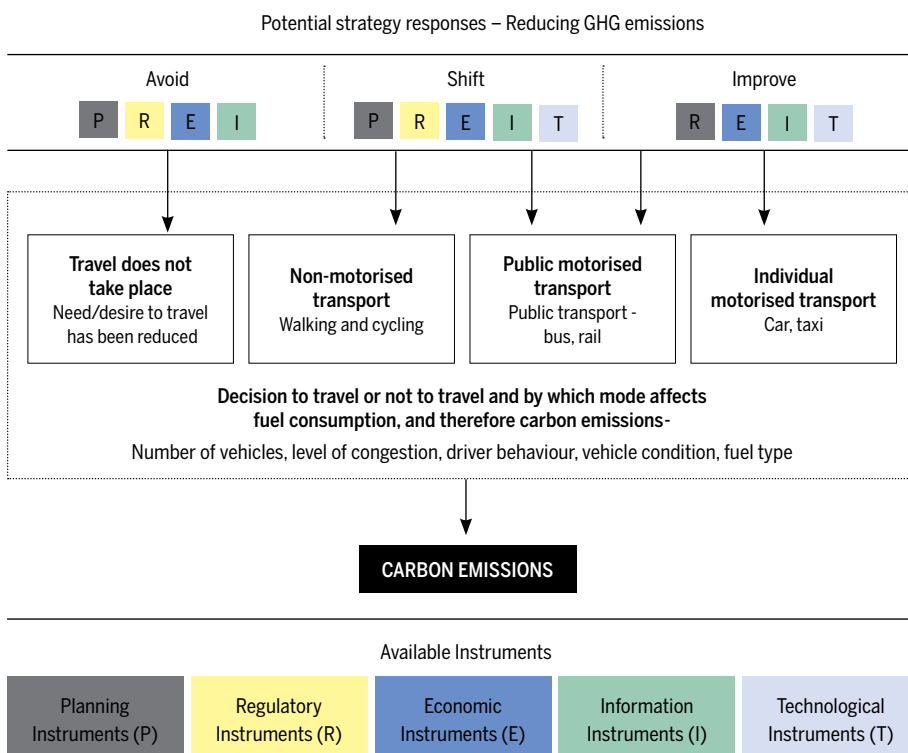 Potential strategy responses – Reducing GHG emissions
Avoid
P R E I
Shift
P R E I T
Improve
R E I T
Travel does not
take place
Need/desire to travel
has been reduced
Non-motorised
transport
Walking and cycling
Public motorised
transport
Public transport -
bus, rail
Individual
motorised transport
Car, taxi
Decision to travel or not to travel and by which mode affects
fuel consumption, and therefore carbon emissions-
Number of vehicles, level of congestion, driver behaviour, vehicle condition, fuel type
CARBON EMISSIONS
Available Instruments
Planning
Instruments (P)
Regulatory
Instruments (R)
Economic
Instruments (E)
Information
Instruments (I)
Technological
Instruments (T)